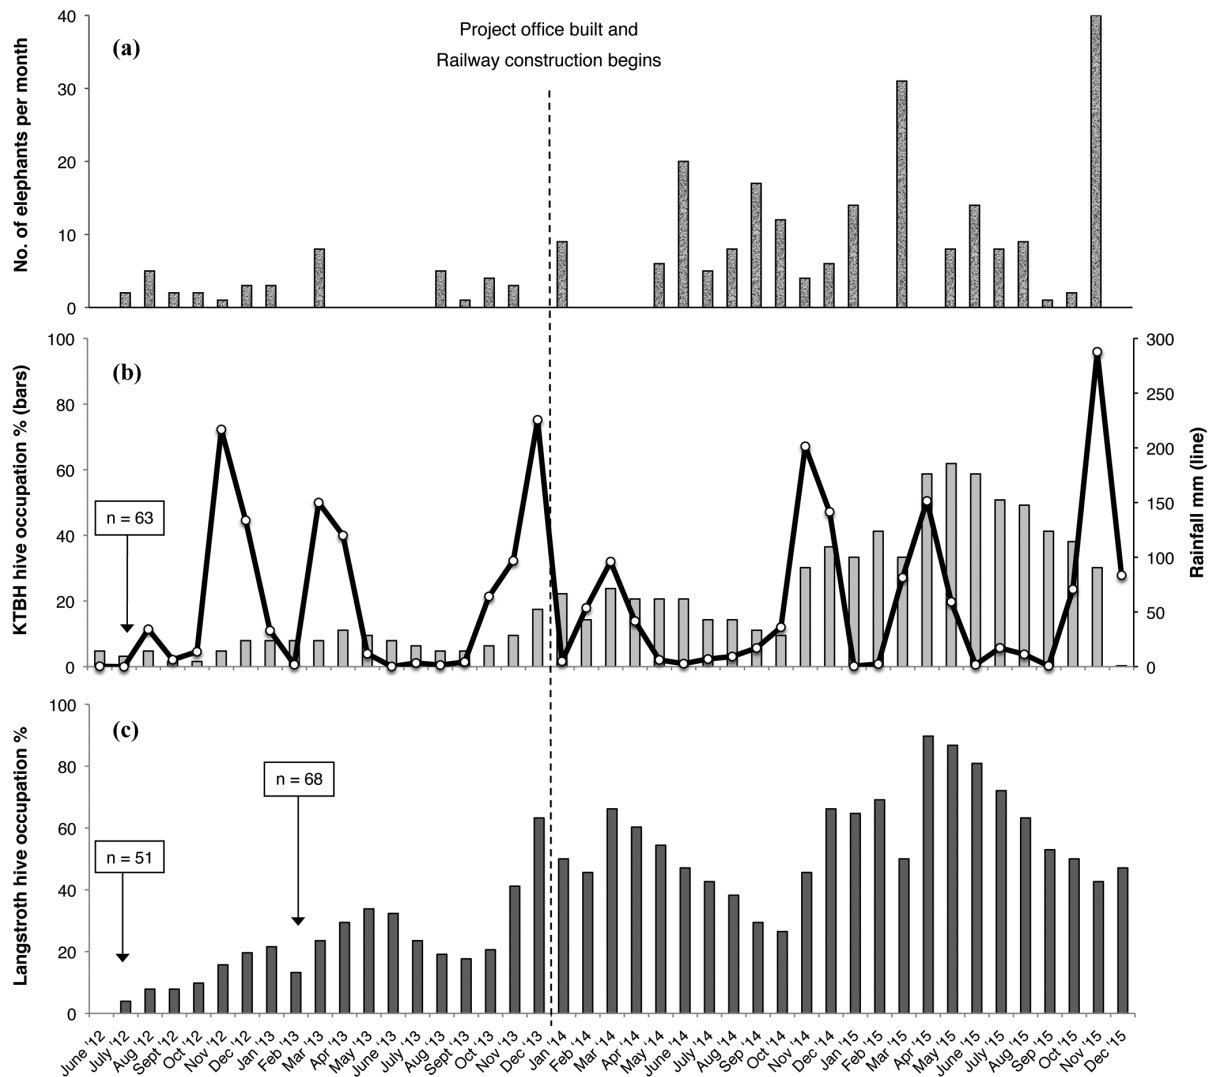 (a)
Project office built and
Railway construction begins
No. of elephants per month
40
30
20
10
0
(b)
KTBH hive occupation % (bars)
100
80
60
40
20
0
n = 63
300
250
200
150
100
50
0
Rainfall mm (line)
(c)
Langstroth hive occupation %
100
80
60
40
20
0
n = 51
n = 68
June '12
July '12
Aug '12
Sept '12
Oct '12
Nov '12
Dec '12
Jan '13
Feb '13
Mar '13
Apr '13
May '13
June '13
July '13
Aug '13
Sep '13
Oct '13
Nov '13
Dec '13
Jan '14
Feb '14
Mar '14
Apr '14
May '14
June '14
July '14
Aug '14
Sep '14
Oct '14
Nov '14
Dec '14
Jan '15
Feb '15
Mar '15
Apr '15
May '15
June '15
July '15
Aug '15
Sep '15
Oct '15
Nov '15
Dec '15